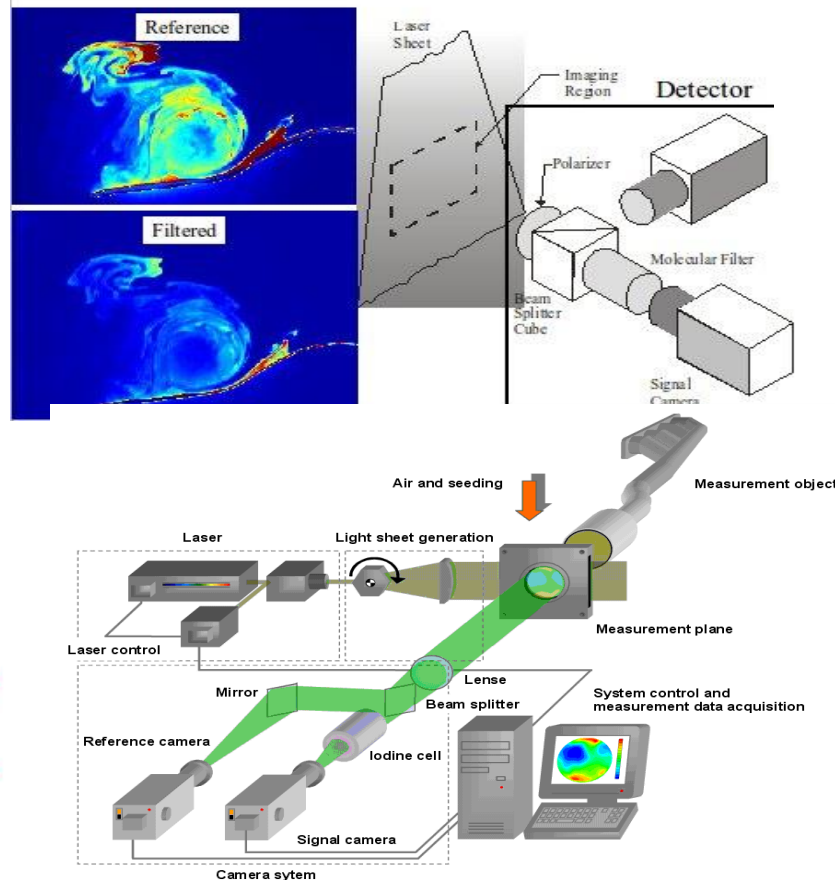 Reference
Filtered
Laser
Sheet
Imaging
Region
Detector
Polarizer
Molecular Filter
Beam
Splitter
Cube
Signal
Camera
Air and seeding
Measurement object
Laser
Light sheet generation
Laser control
Measurement plane
Lense
Mirror
Beam splitter
System control and
measurement data acquisition
Reference camera
Iodine cell
Signal camera
Camera sytem